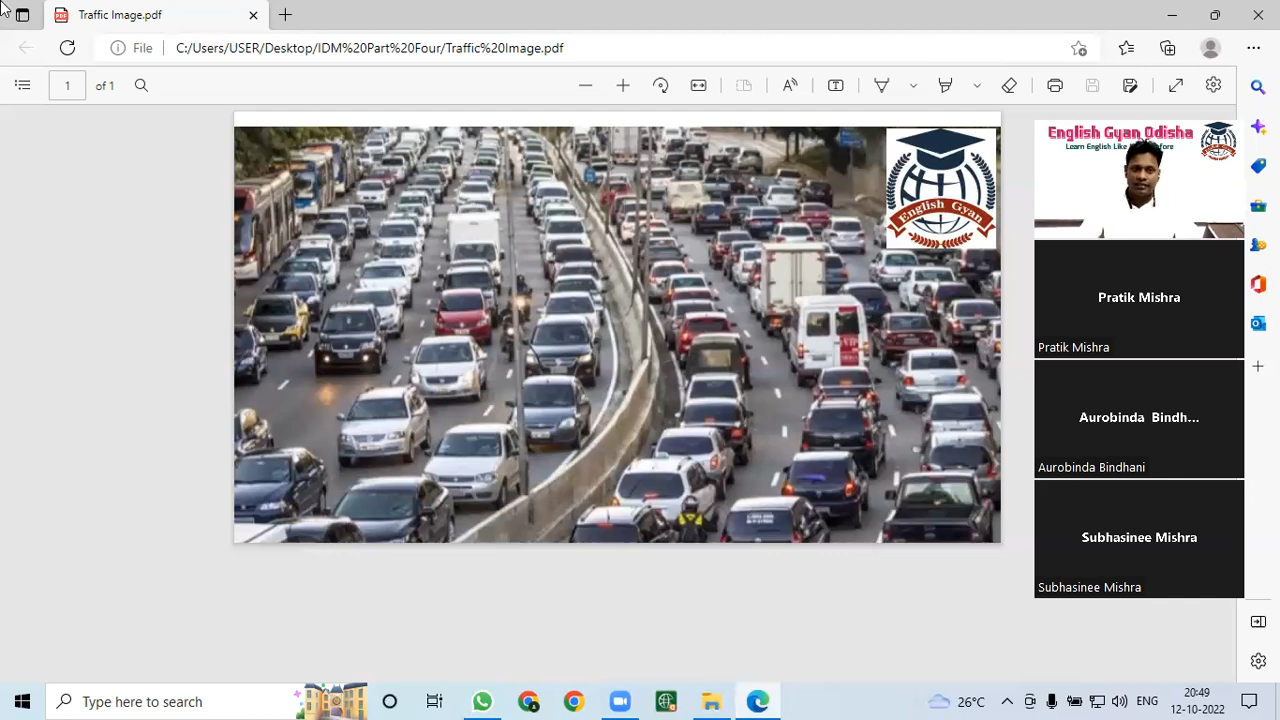 Traffic Image.pdf
File
C:/Users/USER/Desktop/IDM%20Part%20Four/Traffic%20Image.pdf
1
of 1
English Gyan
English Gyan Odisha
Pratik Mishra
Pratik Mishra
Aurobinda Bindh...
Aurobinda Bindhani
Subhasinee Mishra
Subhasinee Mishra
Type here to search
26°C
ENG
20:49
12-10-2022